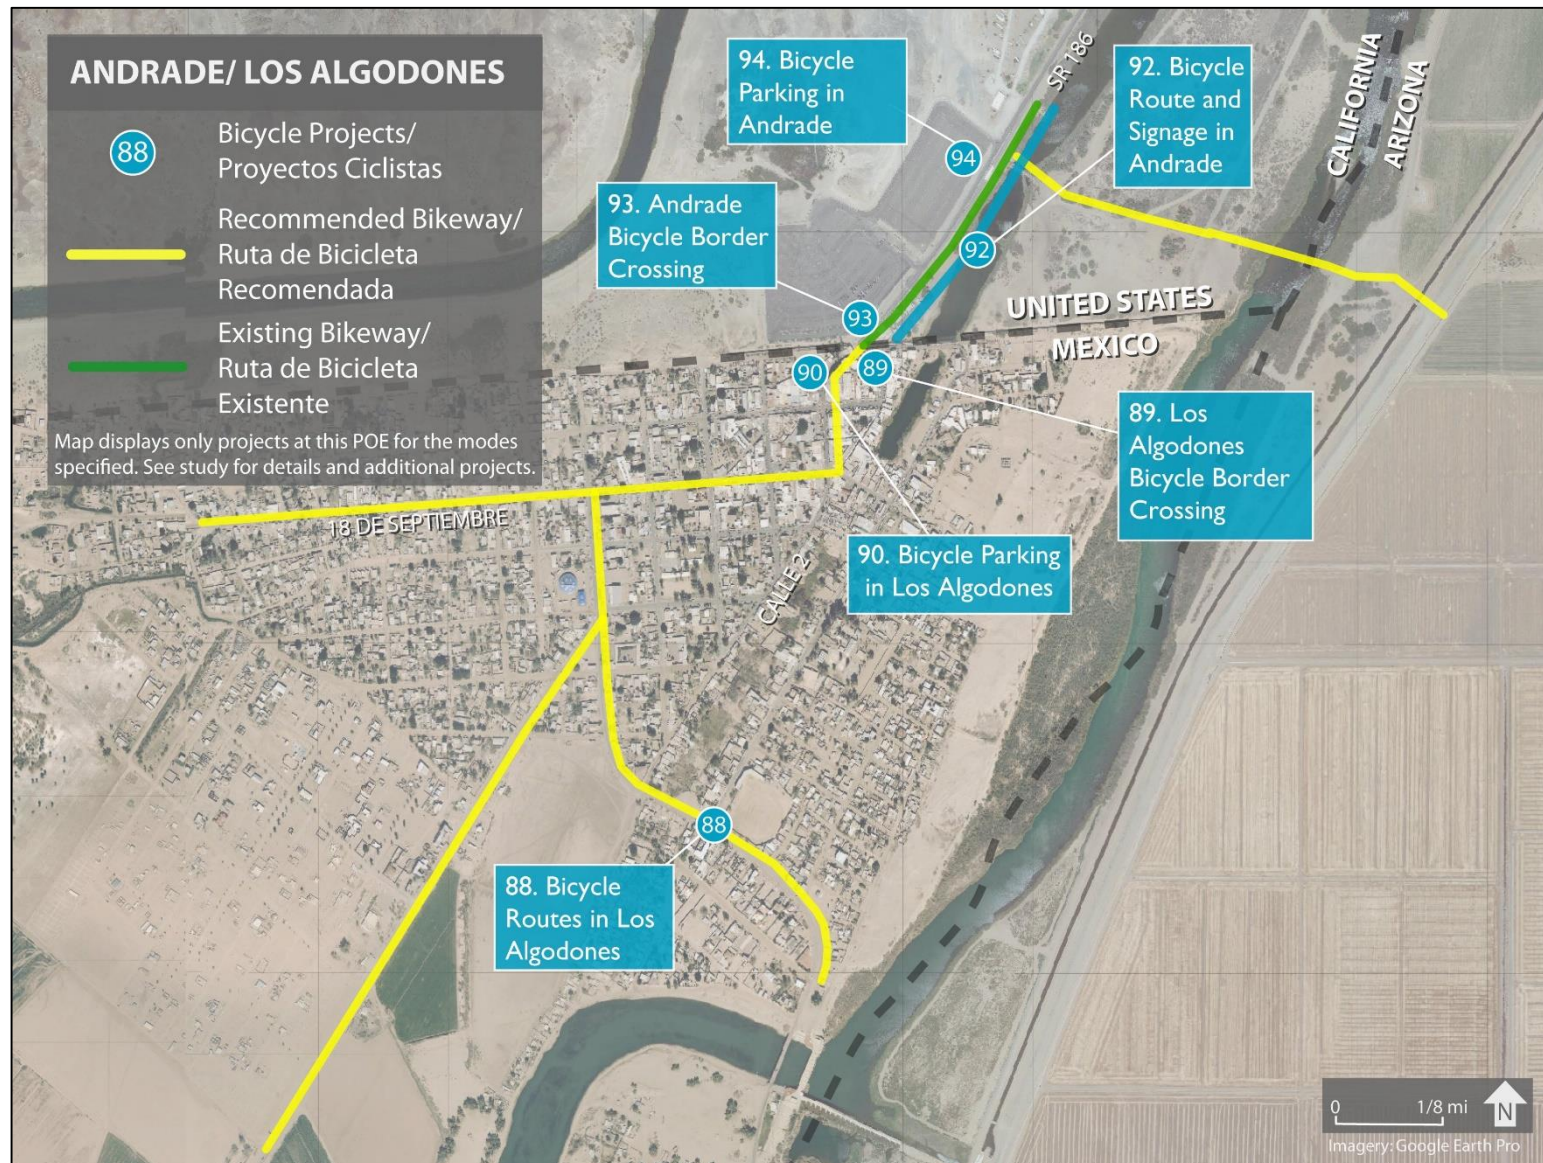 ANDRADE/ LOS ALGODONES
88
Bicycle Projects/
Proyectos Ciclistas
Recommended Bikeway/
Ruta de Bicicleta
Recomendada
Existing Bikeway/
Ruta de Bicicleta
Existente
Map displays only projects at this POE for the modes
specified. See study for details and additional projects.
94. Bicycle
Parking in
Andrade
SR 186
92. Bicycle
Route and
Signage in
Andrade
CALIFORNIA
ARIZONA
94
93. Andrade
Bicycle Border
Crossing
92
93
UNITED STATES
MEXICO
90
89
89. Los
Algodones
Bicycle Border
Crossing
18 DE SEPTIEMBRE
90. Bicycle Parking
in Los Algodones
CALLE 2
88
88. Bicycle
Routes in Los
Algodones
0 1/8 mi
N
Imagery: Google Earth Pro